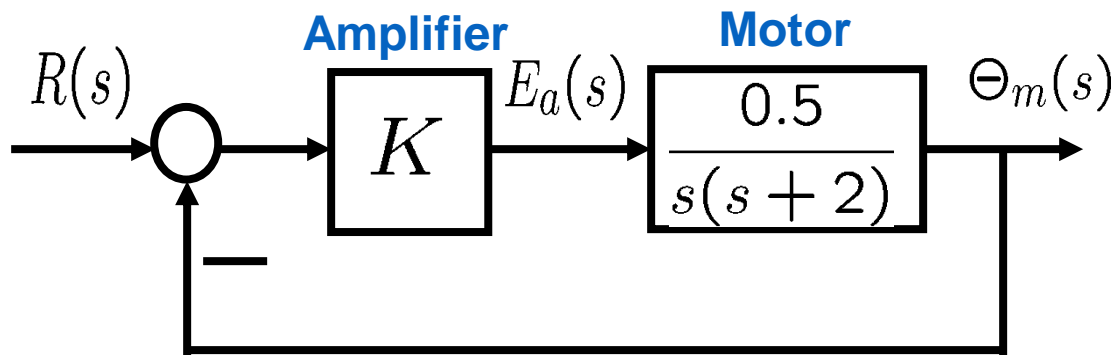 Amplifier
Motor
R(s)
K
E_a(s)
0.5
s(s + 2)
Θ_m(s)
−